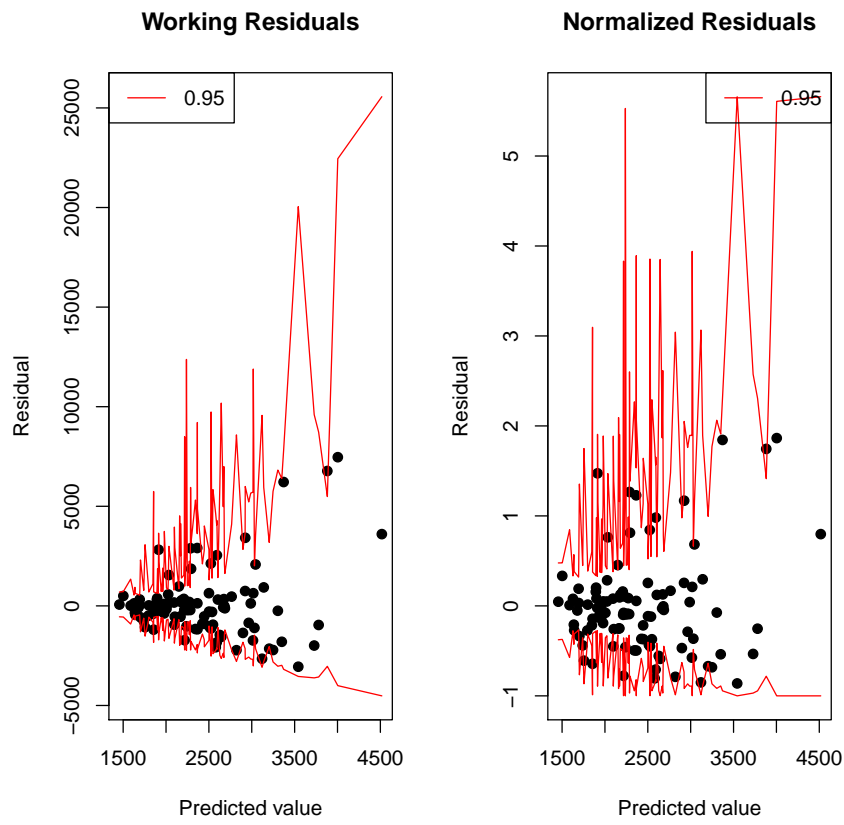 Working Residuals
0.95
Residual
−5000 0 5000 10000 15000 20000 25000
1500 2500 3500 4500
Predicted value
Normalized Residuals
0.95
Residual
−1 0 1 2 3 4 5
1500 2500 3500 4500
Predicted value